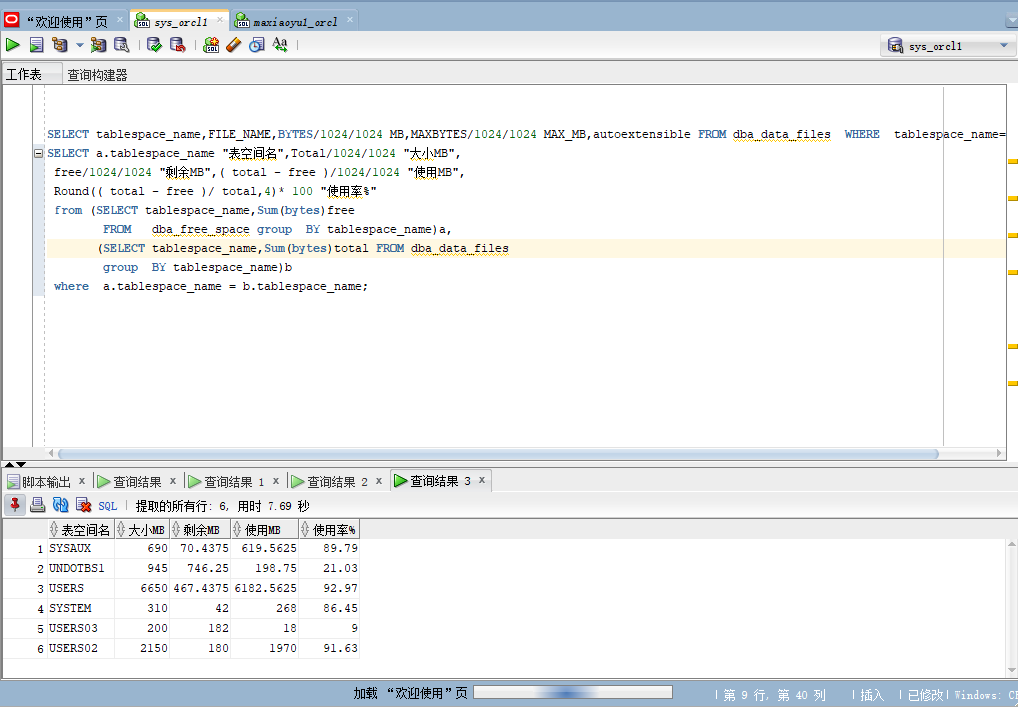 “欢迎使用”页 sys_orcl1 maxiaoyu1_orcl
SQL Aa sys_orcl1
工作表 查询构建器
SELECT tablespace_name,FILE_NAME,BYTES/1024/1024 MB,MAXBYTES/1024/1024 MAX_MB,autoextensible FROM dba_data_files WHERE tablespace_name=
SELECT a.tablespace_name "表空间名",Total/1024/1024 "大小MB",
free/1024/1024 "剩余MB",( total - free )/1024/1024 "使用MB",
Round(( total - free )/ total,4)* 100 "使用率%"
from (SELECT tablespace_name,Sum(bytes)free
FROM dba_free_space group BY tablespace_name)a,
(SELECT tablespace_name,Sum(bytes)total FROM dba_data_files
group BY tablespace_name)b
where a.tablespace_name = b.tablespace_name;
脚本输出 x 查询结果 x 查询结果 1 x 查询结果 2 x 查询结果 3 x
SQL | 提取的所有行: 6, 用时 7.69 秒
表空间名 大小MB 剩余MB 使用MB 使用率%
1 SYSAUX 690 70.4375 619.5625 89.79
2 UNDOTBS1 945 746.25 198.75 21.03
3 USERS 6650 467.4375 6182.5625 92.97
4 SYSTEM 310 42 268 86.45
5 USERS03 200 182 18 9
6 USERS02 2150 180 1970 91.63
加载 “欢迎使用”页 | 第 9 行, 第 40 列 | 插入 | 已修改 | Windows: C